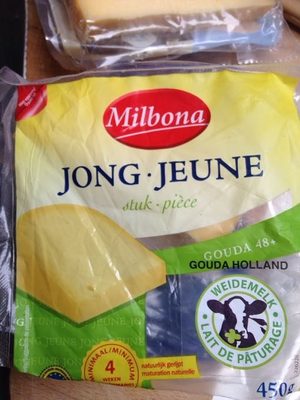 Milbona
JONG · JEUNE
stuk · pièce
GOUDA 48+
GOUDA HOLLAND
WEIDEMELK
LAIT DE PÂTURAGE
MINIMAAL/MINIMUM
4
WEKEN
natuurlijk gerijpt
maturation naturelle
450g